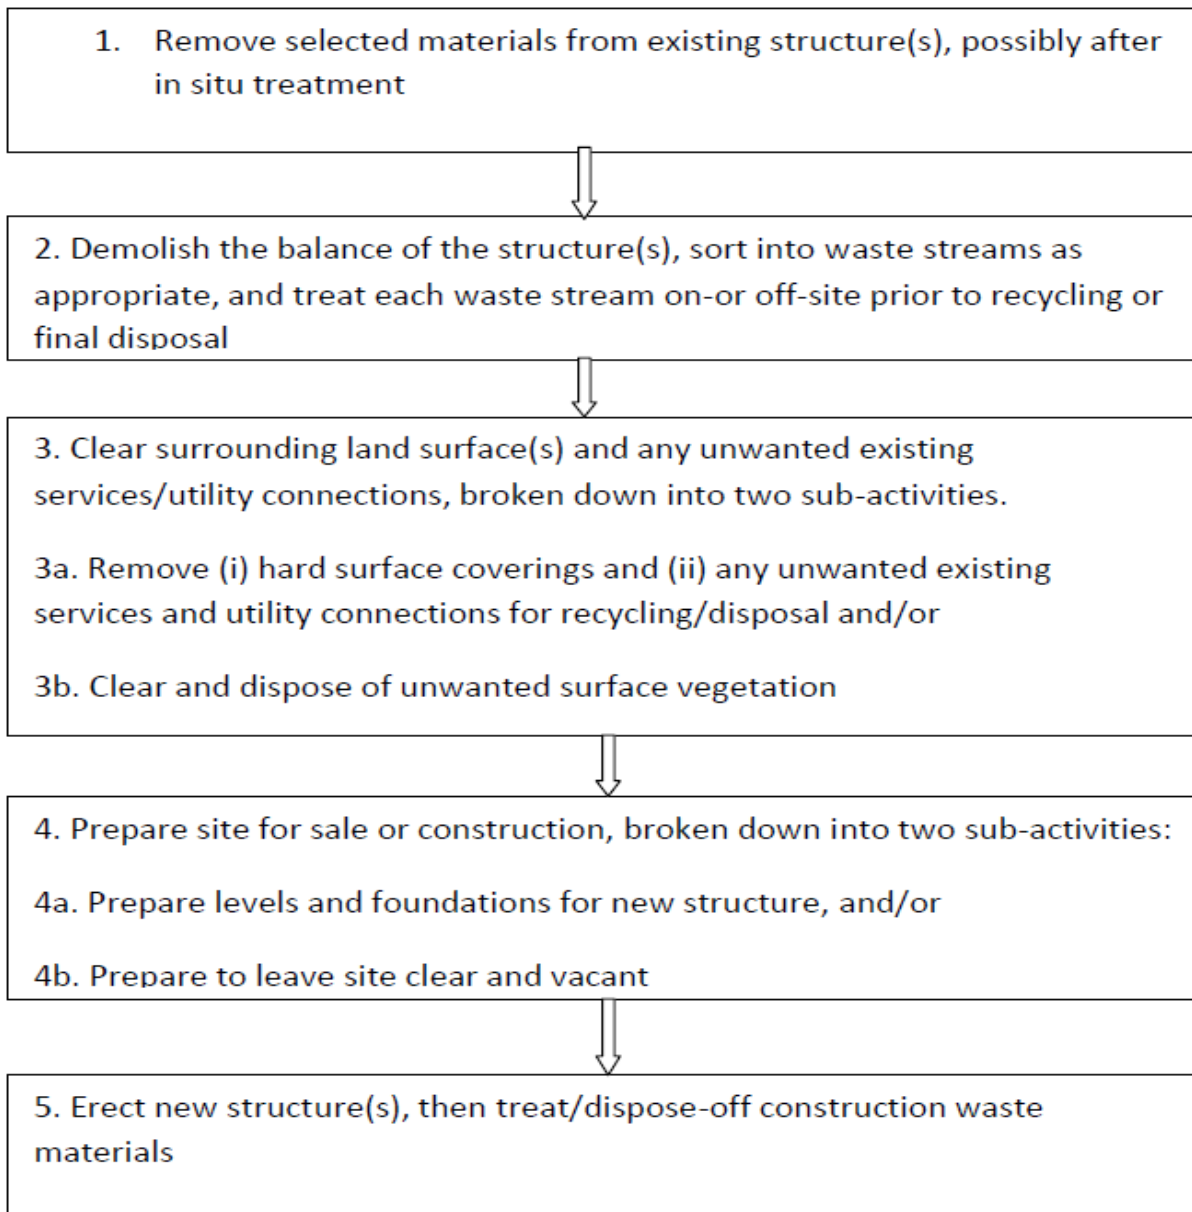 1. Remove selected materials from existing structure(s), possibly after
in situ treatment
2. Demolish the balance of the structure(s), sort into waste streams as
appropriate, and treat each waste stream on-or off-site prior to recycling or
final disposal
3. Clear surrounding land surface(s) and any unwanted existing
services/utility connections, broken down into two sub-activities.
3a. Remove (i) hard surface coverings and (ii) any unwanted existing
services and utility connections for recycling/disposal and/or
3b. Clear and dispose of unwanted surface vegetation
4. Prepare site for sale or construction, broken down into two sub-activities:
4a. Prepare levels and foundations for new structure, and/or
4b. Prepare to leave site clear and vacant
5. Erect new structure(s), then treat/dispose-off construction waste
materials